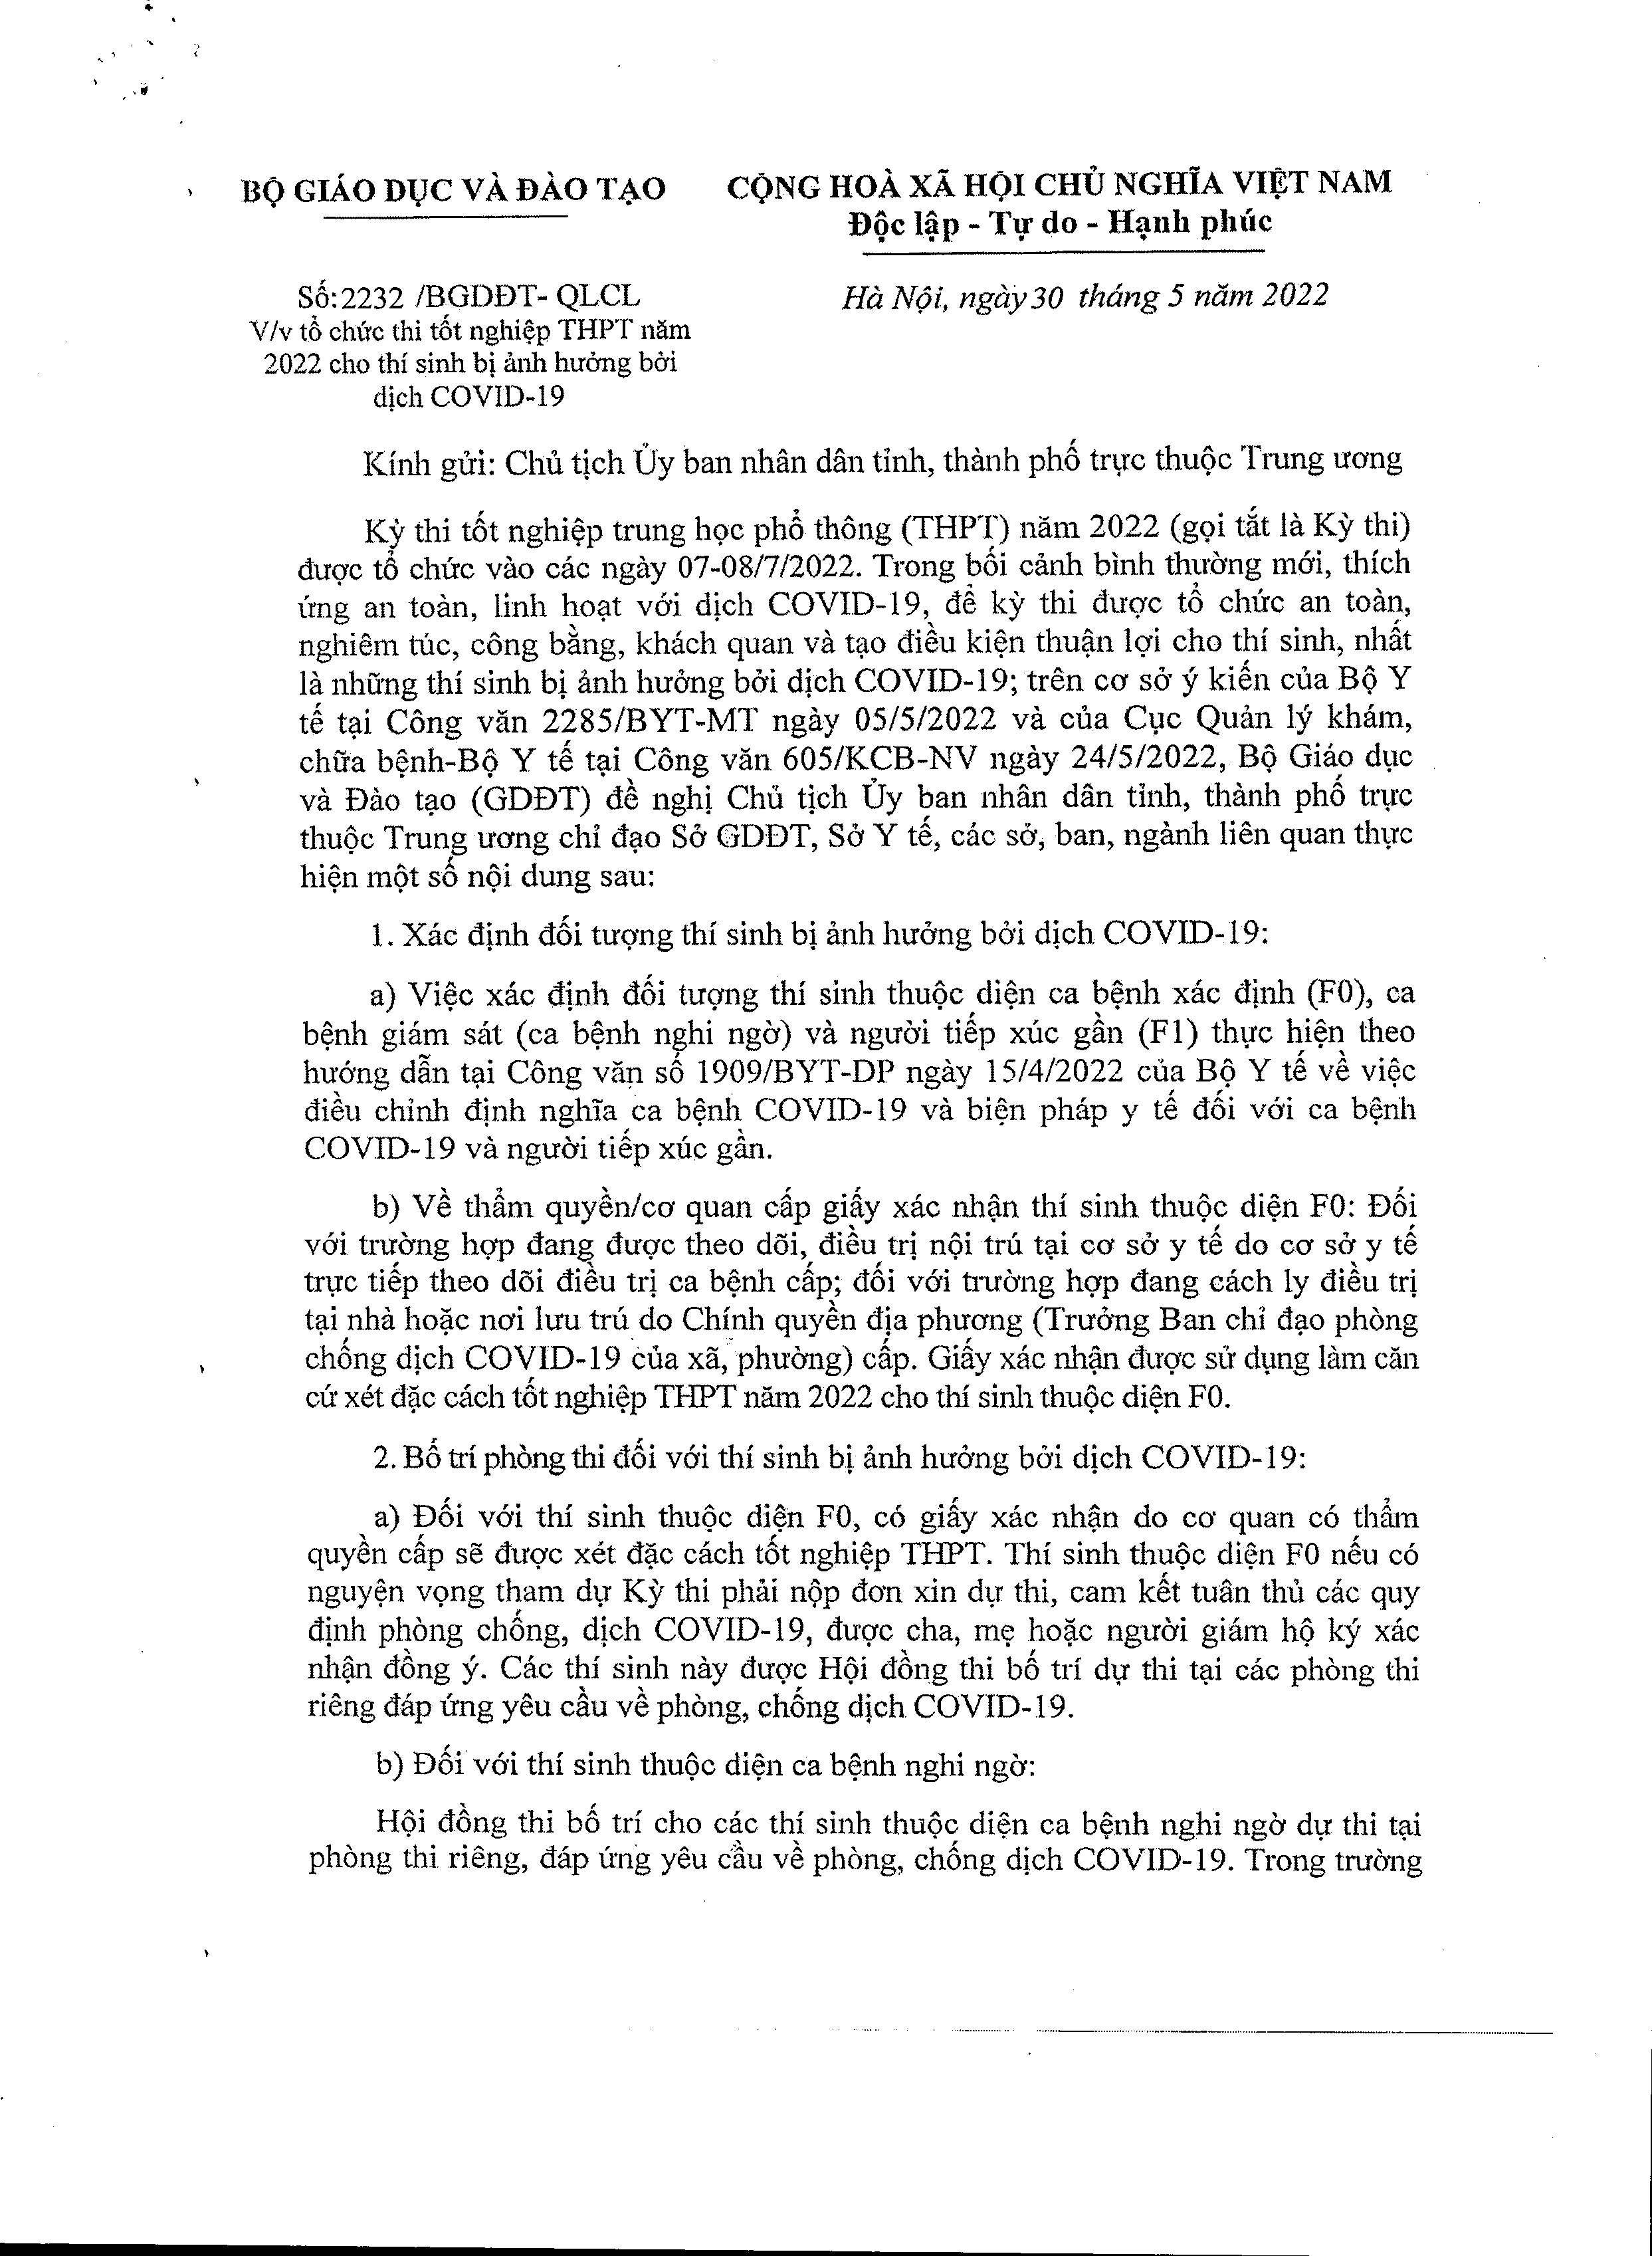 BỘ GIÁO DỤC VÀ ĐÀO TẠO
CỘNG HOÀ XÃ HỘI CHỦ NGHĨA VIỆT NAM
Độc lập - Tự do - Hạnh phúc
Số:2232 /BGDĐT- QLCL
V/v tổ chức thi tốt nghiệp THPT năm
2022 cho thí sinh bị ảnh hưởng bởi
dịch COVID-19
Hà Nội, ngày 30 tháng 5 năm 2022
Kính gửi: Chủ tịch Ủy ban nhân dân tỉnh, thành phố trực thuộc Trung ương
Kỳ thi tốt nghiệp trung học phổ thông (THPT) năm 2022 (gọi tắt là Kỳ thi)
được tổ chức vào các ngày 07-08/7/2022. Trong bối cảnh bình thường mới, thích
ứng an toàn, linh hoạt với dịch COVID-19, để kỳ thi được tổ chức an toàn,
nghiêm túc, công bằng, khách quan và tạo điều kiện thuận lợi cho thí sinh, nhất
là những thí sinh bị ảnh hưởng bởi dịch COVID-19; trên cơ sở ý kiến của Bộ Y
tế tại Công văn 2285/BYT-MT ngày 05/5/2022 và của Cục Quản lý khám,
chữa bệnh-Bộ Y tế tại Công văn 605/KCB-NV ngày 24/5/2022, Bộ Giáo dục
và Đào tạo (GDĐT) đề nghị Chủ tịch Ủy ban nhân dân tỉnh, thành phố trực
thuộc Trung ương chỉ đạo Sở GDĐT, Sở Y tế, các sở, ban, ngành liên quan thực
hiện một số nội dung sau:
1. Xác định đối tượng thí sinh bị ảnh hưởng bởi dịch COVID-19:
a) Việc xác định đối tượng thí sinh thuộc diện ca bệnh xác định (F0), ca
bệnh giám sát (ca bệnh nghi ngờ) và người tiếp xúc gần (F1) thực hiện theo
hướng dẫn tại Công văn số 1909/BYT-DP ngày 15/4/2022 của Bộ Y tế về việc
điều chỉnh định nghĩa ca bệnh COVID-19 và biện pháp y tế đối với ca bệnh
COVID-19 và người tiếp xúc gần.
b) Về thẩm quyền/cơ quan cấp giấy xác nhận thí sinh thuộc diện F0: Đối
với trường hợp đang được theo dõi, điều trị nội trú tại cơ sở y tế do cơ sở y tế
trực tiếp theo dõi điều trị ca bệnh cấp; đối với trường hợp đang cách ly điều trị
tại nhà hoặc nơi lưu trú do Chính quyền địa phương (Trưởng Ban chỉ đạo phòng
chống dịch COVID-19 của xã, phường) cấp. Giấy xác nhận được sử dụng làm căn
cứ xét đặc cách tốt nghiệp THPT năm 2022 cho thí sinh thuộc diện F0.
2. Bố trí phòng thi đối với thí sinh bị ảnh hưởng bởi dịch COVID-19:
a) Đối với thí sinh thuộc diện F0, có giấy xác nhận do cơ quan có thẩm
quyền cấp sẽ được xét đặc cách tốt nghiệp THPT. Thí sinh thuộc diện F0 nếu có
nguyện vọng tham dự Kỳ thi phải nộp đơn xin dự thi, cam kết tuân thủ các quy
định phòng chống, dịch COVID-19, được cha, mẹ hoặc người giám hộ ký xác
nhận đồng ý. Các thí sinh này được Hội đồng thi bố trí dự thi tại các phòng thi
riêng đáp ứng yêu cầu về phòng, chống dịch COVID-19.
b) Đối với thí sinh thuộc diện ca bệnh nghi ngờ:
Hội đồng thi bố trí cho các thí sinh thuộc diện ca bệnh nghi ngờ dự thi tại
phòng thi riêng, đáp ứng yêu cầu về phòng, chống dịch COVID-19. Trong trường